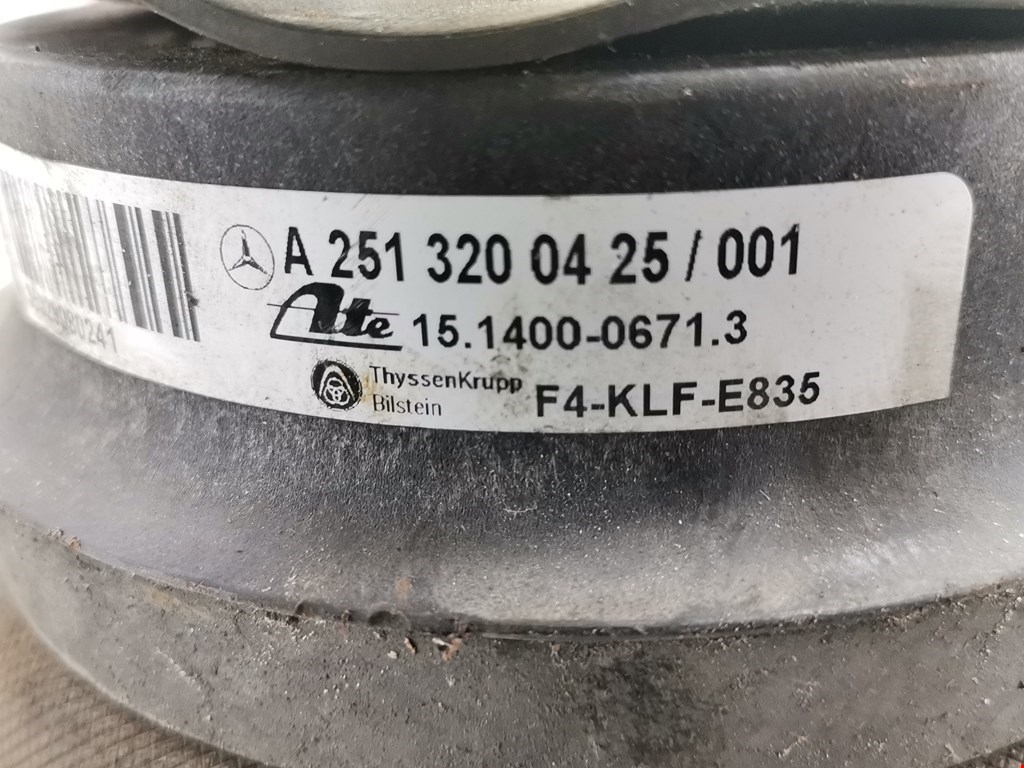 A 251 320 04 25 / 001
Ate 15.1400-0671.3
ThyssenKrupp
Bilstein
F4-KLF-E835